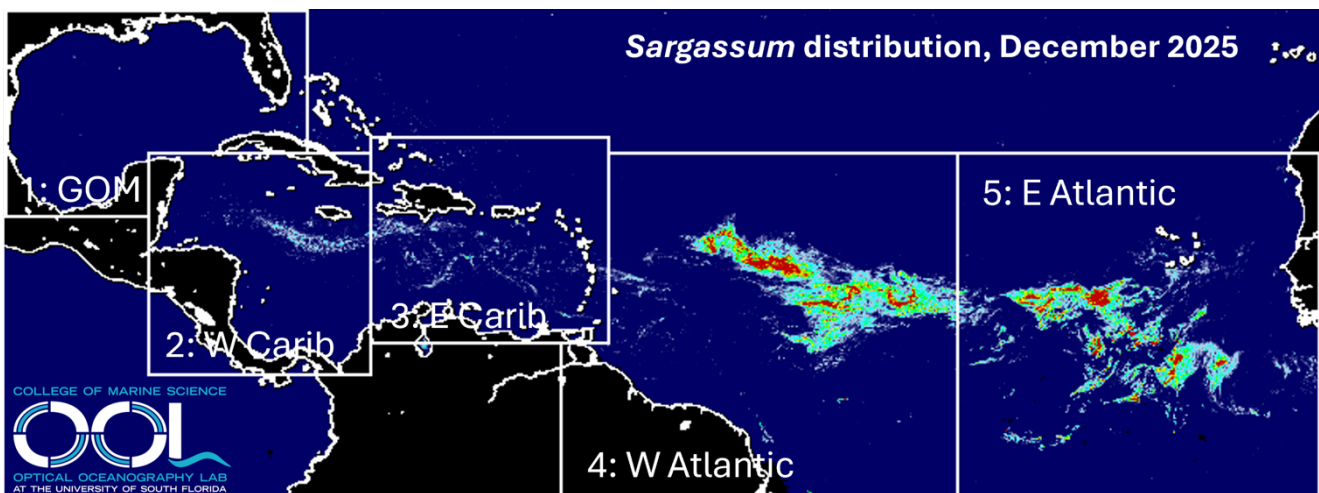 Sargassum distribution, December 2025
1: GOM
2: W Carib
3: E Carib
4: W Atlantic
5: E Atlantic
COLLEGE OF MARINE SCIENCE
OOL
OPTICAL OCEANOGRAPHY LAB
AT THE UNIVERSITY OF SOUTH FLORIDA